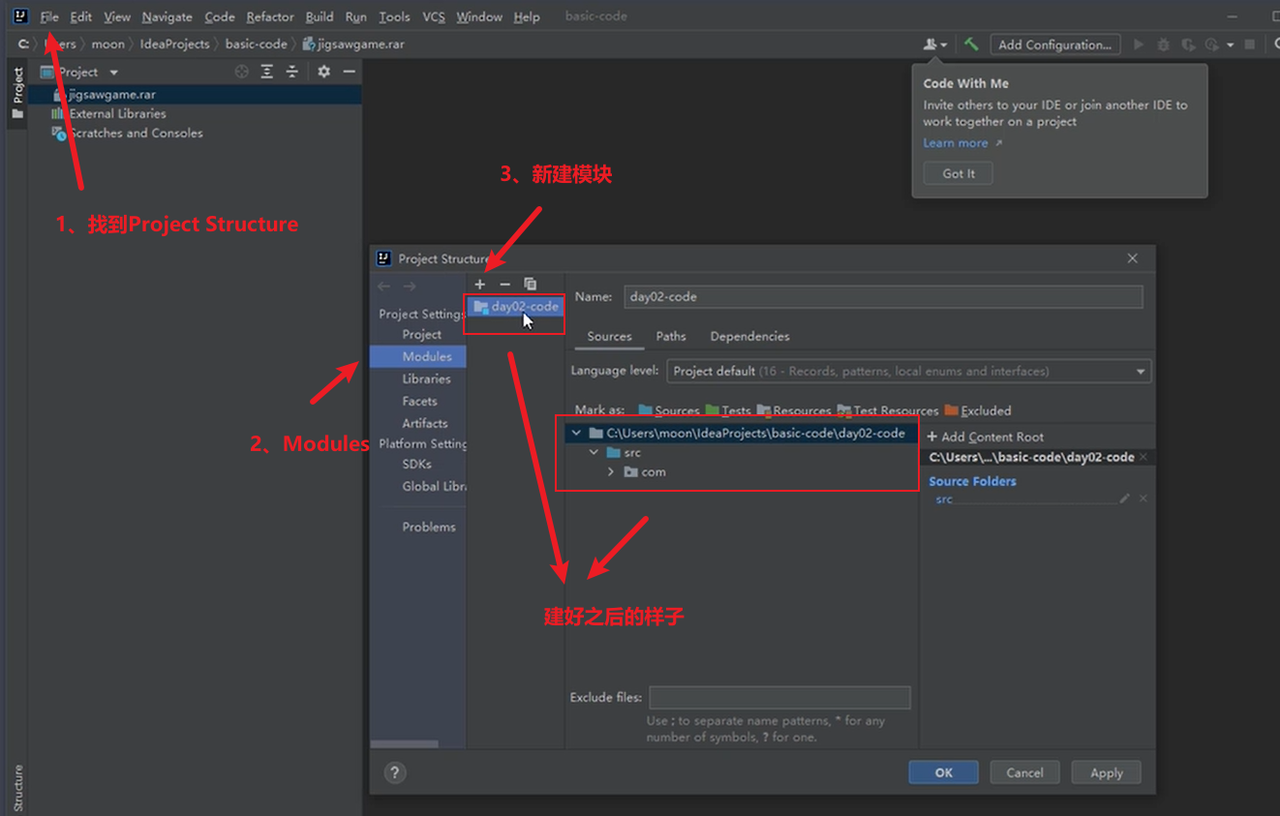 File Edit View Navigate Code Refactor Build Run Tools VCS Window Help basic-code
C: moon IdeaProjects basic-code jigsawgame.rar Add Configuration...
Project
Project
jigsawgame.rar
External Libraries
Scratches and Consoles
Code With Me
Invite others to your IDE or join another IDE to
work together on a project
Learn more
Got It
3、新建模块
1、找到Project Structure
Project Structure
day02-code
Name: day02-code
Project Settings
Project
Modules
Libraries
Facets
Artifacts
Platform Setting
SDKs
Global Libra
Problems
2、Modules
Sources Paths Dependencies
Language level: Project default (16 - Records, patterns, local enums and interfaces)
Mark as: Sources Tests Resources Test Resources Excluded
C:\Users\moon\IdeaProjects\basic-code\day02-code
src
com
+ Add Content Root
C:\Users\...\basic-code\day02-code
Source Folders
src
建好之后的样子
Exclude files:
Use ; to separate name patterns, * for any
number of symbols, ? for one.
? OK Cancel Apply
Structure